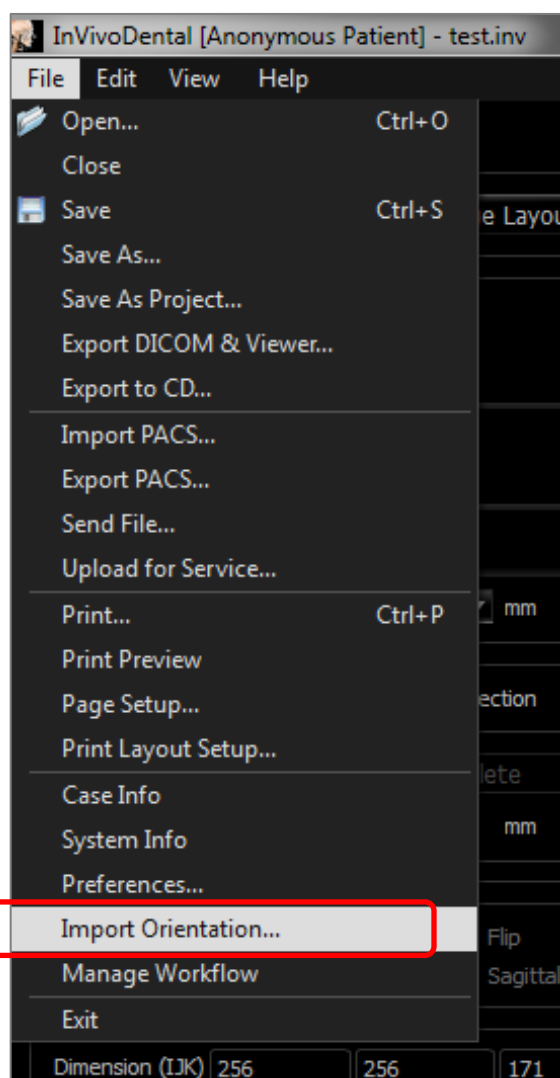 InVivoDental [Anonymous Patient] - test.inv
File Edit View Help
Open... Ctrl+O
Close
Save Ctrl+S
Save As...
Save As Project...
Export DICOM & Viewer...
Export to CD...
Import PACS...
Export PACS...
Send File...
Upload for Service...
Print... Ctrl+P
mm
Print Preview
Page Setup...
Print Layout Setup...
Case Info
System Info
mm
Preferences...
Import Orientation...
Flip
Manage Workflow
Sagittal
Exit
Dimension (IJK) 256 256 171